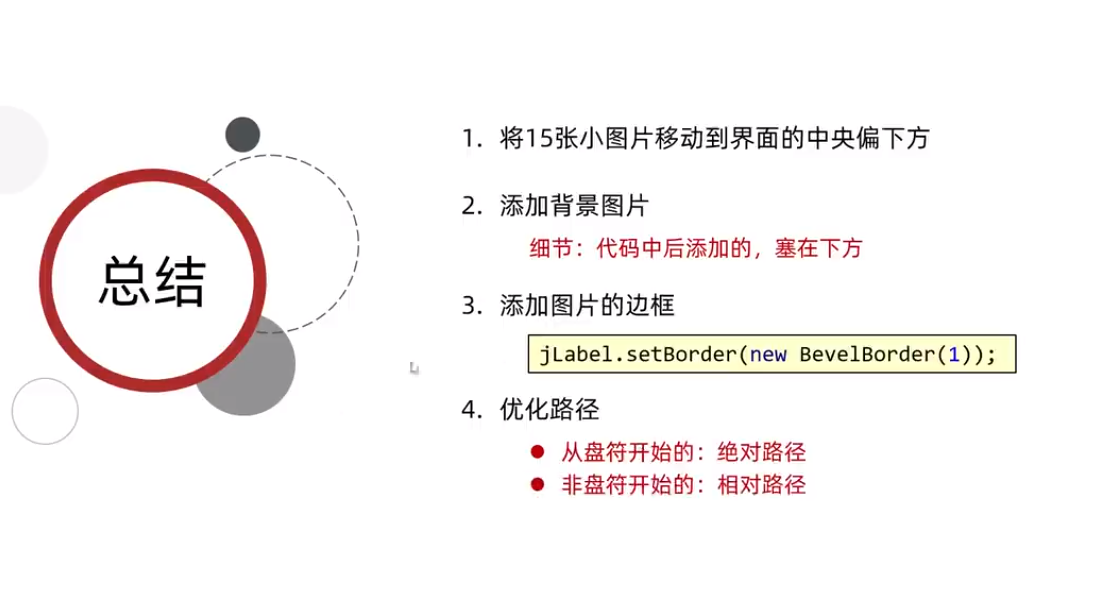 总结
1. 将15张小图片移动到界面的中央偏下方
2. 添加背景图片
细节：代码中后添加的，塞在下方
3. 添加图片的边框
jLabel.setBorder(new BevelBorder(1));
4. 优化路径
● 从盘符开始的：绝对路径
● 非盘符开始的：相对路径